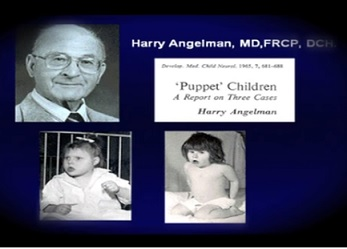 Harry Angelman, MD,FRCP, DCH.
Develop. Med. Child Neurol. 1965, 7, 681-688
'Puppet' Children
A Report on Three Cases
Harry Angelman